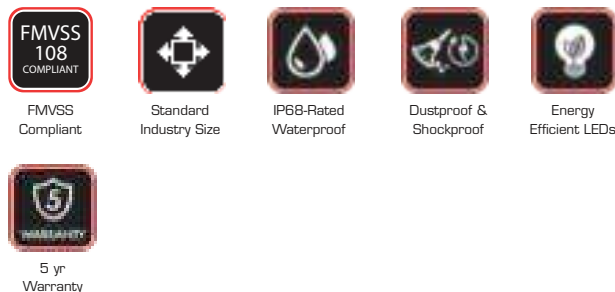 FMVSS
108
COMPLIANT
FMVSS
Compliant
Standard
Industry Size
IP68-Rated
Waterproof
Dustproof &
Shockproof
Energy
Efficient LEDs
5
WARRANTY
5 yr
Warranty